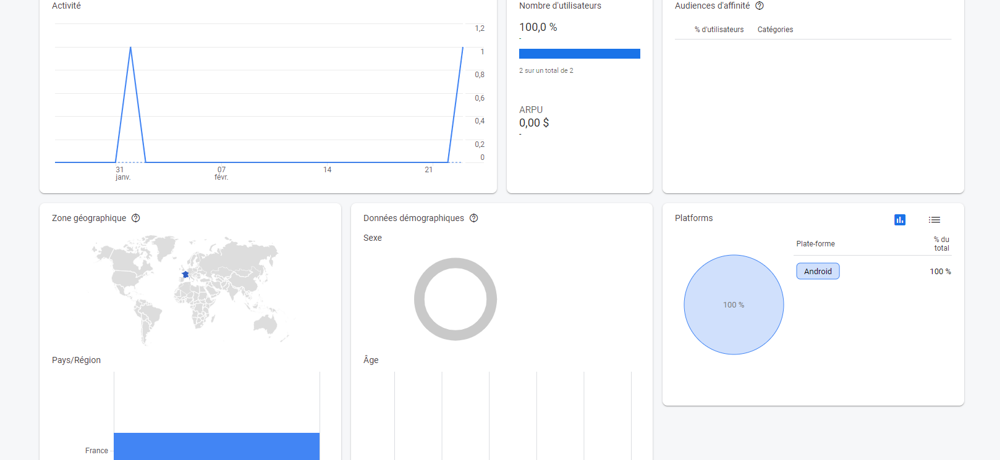 Activité
1,2
1
0,8
0,6
0,4
0,2
0
31
janv.
07
févr.
14
21
Nombre d'utilisateurs
100,0 %
-
2 sur un total de 2
ARPU
0,00 $
-
Audiences d'affinité
% d'utilisateurs Catégories
Zone géographique
Pays/Région
France
Données démographiques
Sexe
Âge
Platforms
Plate-forme
% du
total
Android 100 %
100 %